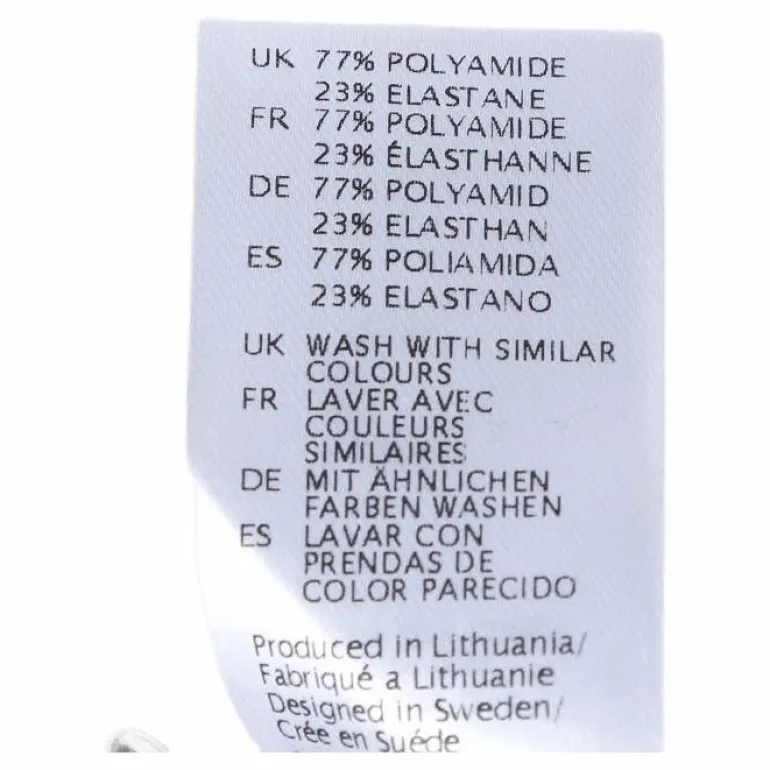 UK 77% POLYAMIDE
23% ELASTANE
FR 77% POLYAMIDE
23% ÉLASTHANNE
DE 77% POLYAMID
23% ELASTHAN
ES 77% POLIAMIDA
23% ELASTANO
UK WASH WITH SIMILAR
COLOURS
FR LAVER AVEC
COULEURS
SIMILAIRES
DE MIT ÄHNLICHEN
FARBEN WASHEN
ES LAVAR CON
PRENDAS DE
COLOR PARECIDO
Produced in Lithuania/
Fabriqué a Lithuanie
Designed in Sweden/
Crée en Suéde